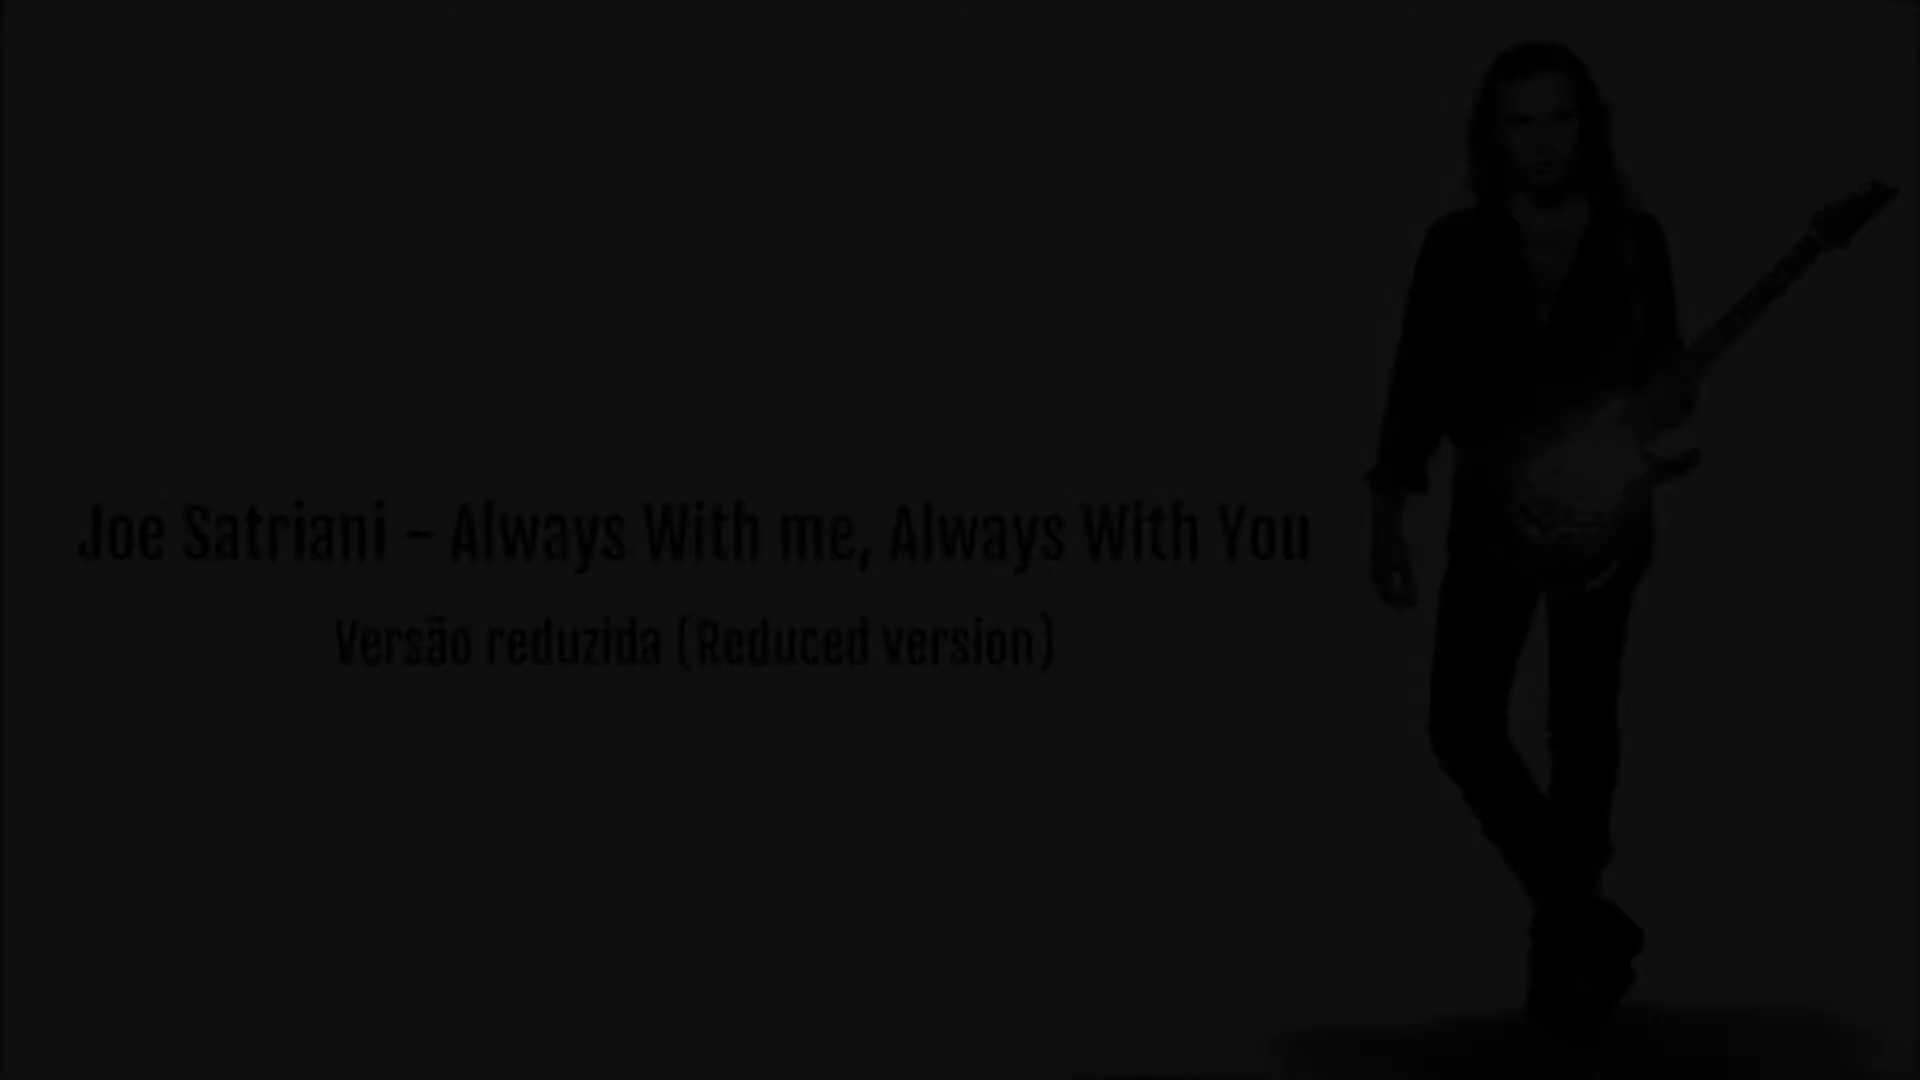 Joe Satriani – Always With me, Always With You
Versão reduzida (Reduced version)